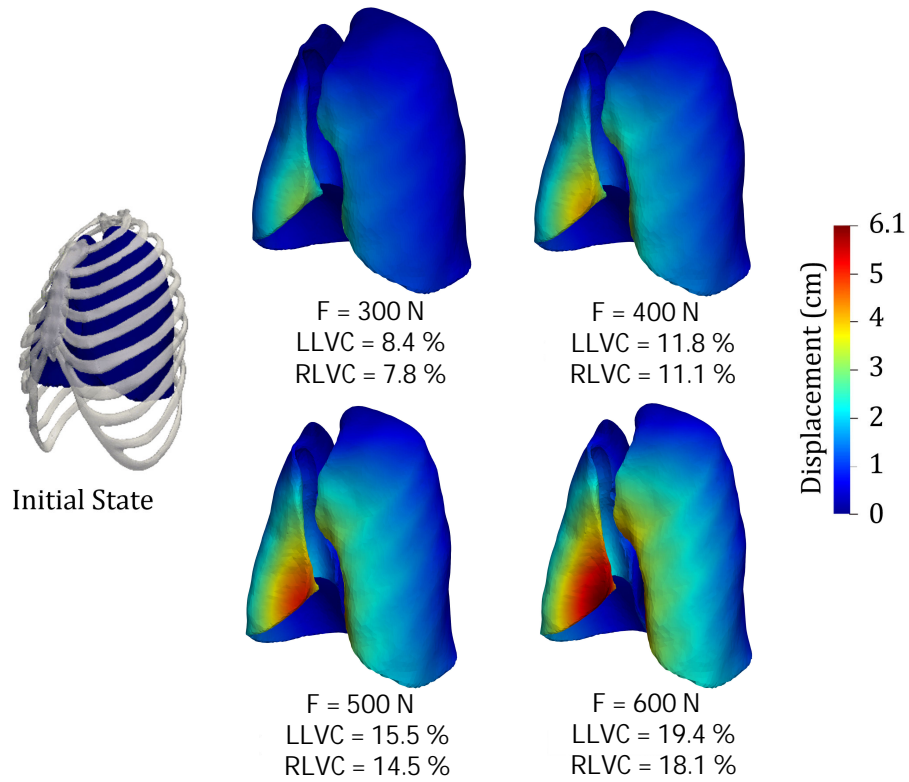 F = 300 N
LLVC = 8.4 %
RLVC = 7.8 %
F = 400 N
LLVC = 11.8 %
RLVC = 11.1 %
Initial State
F = 500 N
LLVC = 15.5 %
RLVC = 14.5 %
F = 600 N
LLVC = 19.4 %
RLVC = 18.1 %
Displacement (cm)
6.1
5
4
3
2
1
0